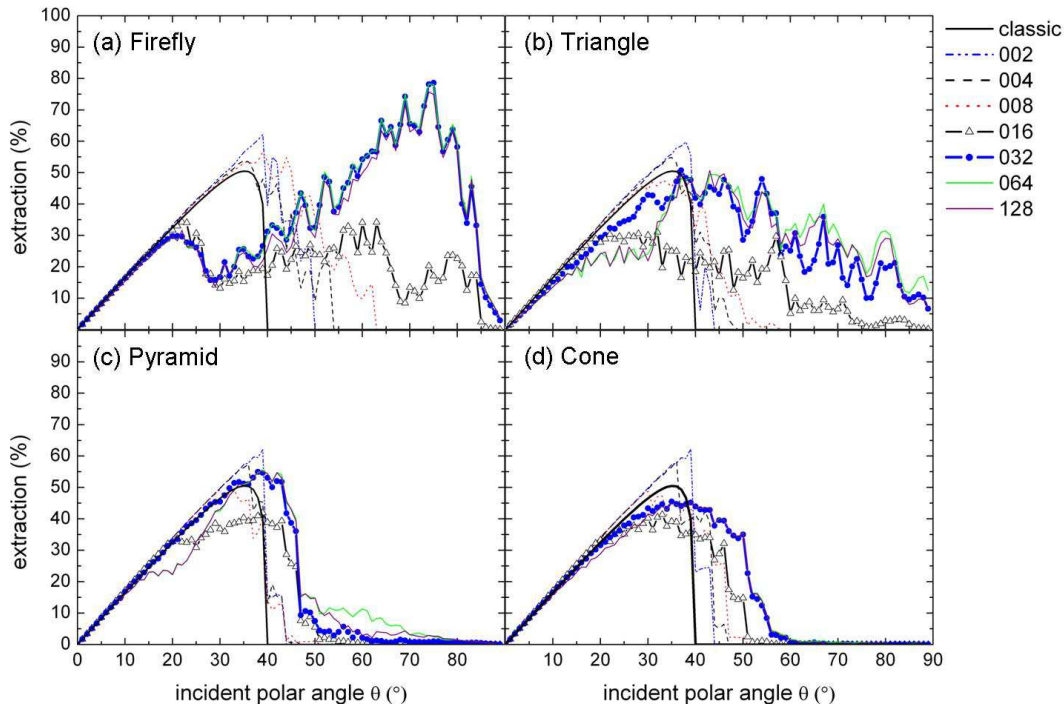 (a) Firefly
(b) Triangle
classic
002
004
008
016
032
064
128
100
90
80
70
60
50
40
30
20
10
extraction (%)
(c) Pyramid
(d) Cone
90
80
70
60
50
40
30
20
10
0
extraction (%)
0 10 20 30 40 50 60 70 80
10 20 30 40 50 60 70 80 90
incident polar angle θ (°)
incident polar angle θ (°)